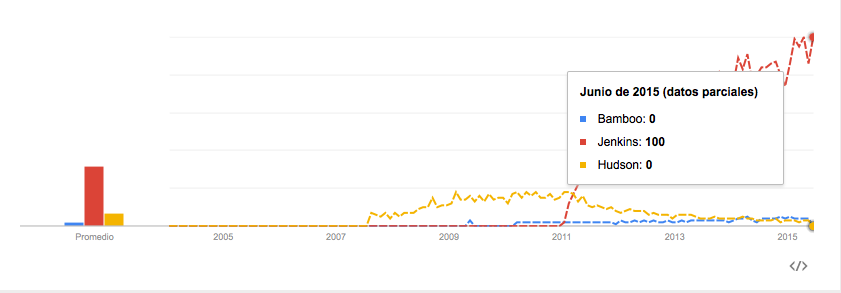 Junio de 2015 (datos parciales)
Bamboo: 0
Jenkins: 100
Hudson: 0
Promedio
2005
2007
2009
2011
2013
2015
</>